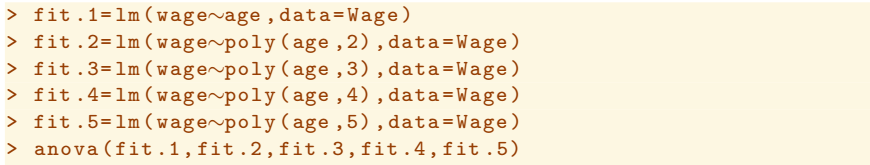 > fit.1=lm(wage∼age,data=Wage)
> fit.2=lm(wage∼poly(age,2),data=Wage)
> fit.3=lm(wage∼poly(age,3),data=Wage)
> fit.4=lm(wage∼poly(age,4),data=Wage)
> fit.5=lm(wage∼poly(age,5),data=Wage)
> anova(fit.1,fit.2,fit.3,fit.4,fit.5)